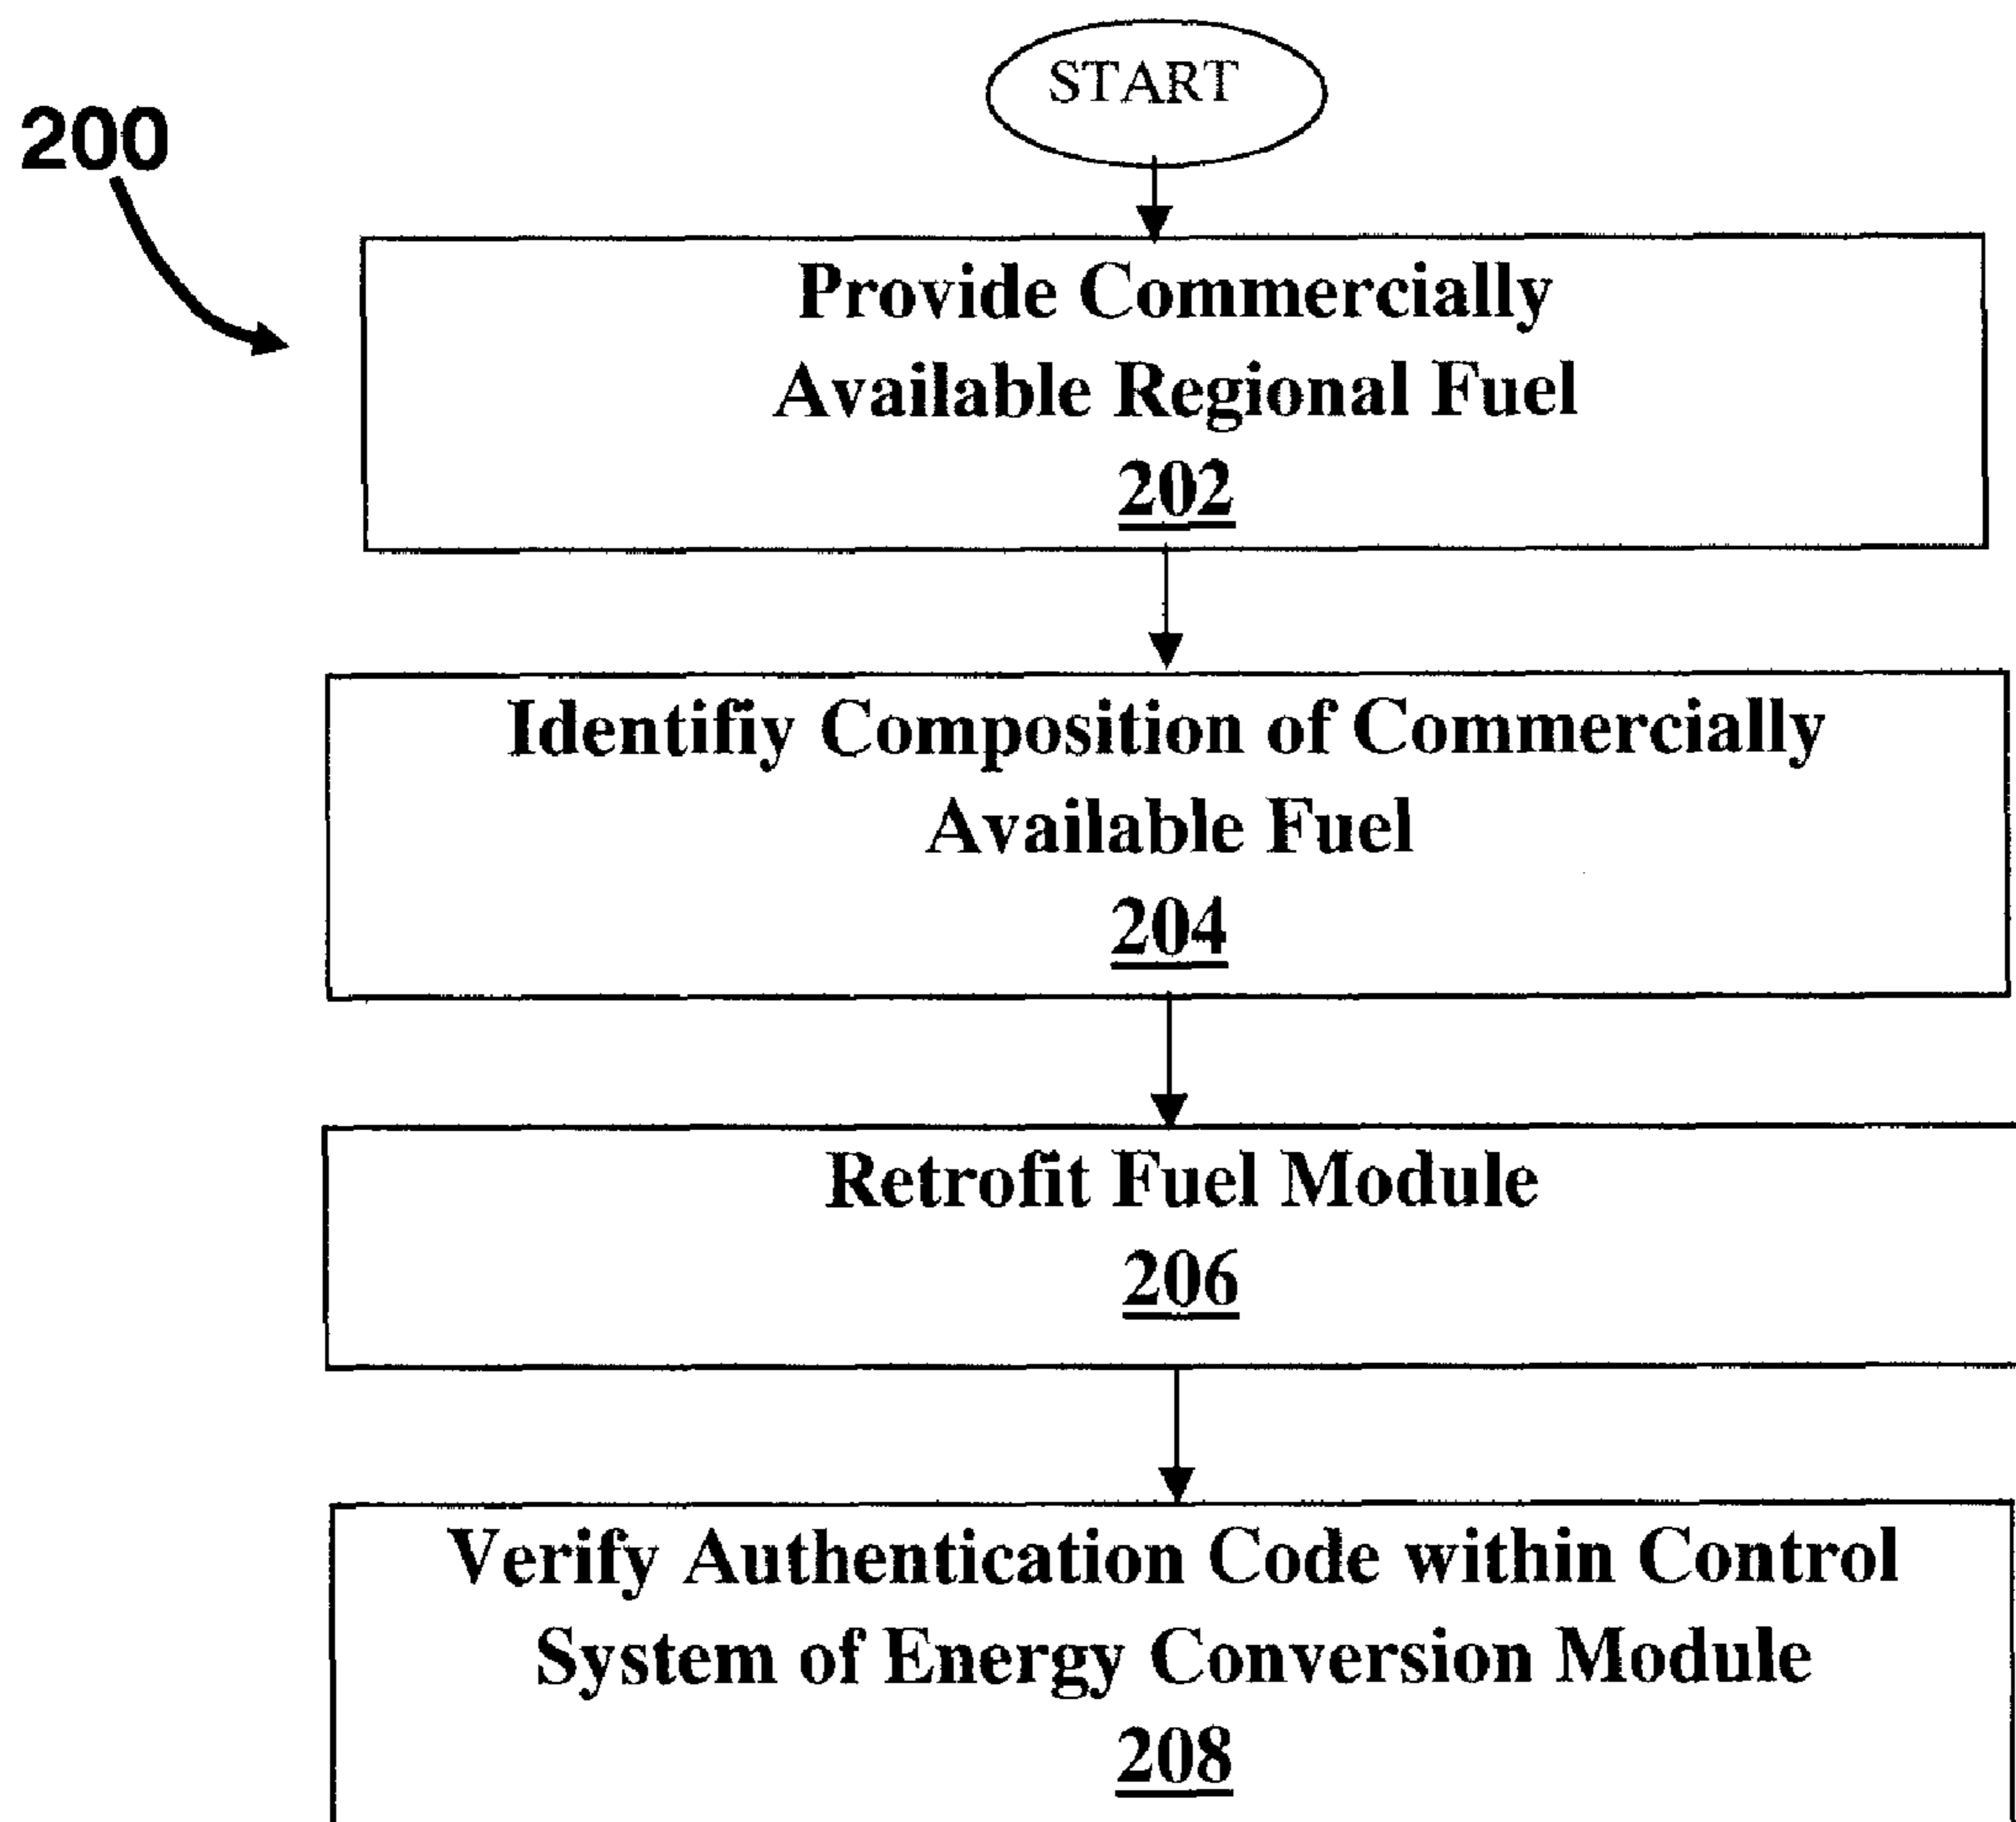 START
200
Provide Commercially
Available Regional Fuel
202
Identifiy Composition of Commercially
Available Fuel
204
Retrofit Fuel Module
206
Verify Authentication Code within Control
System of Energy Conversion Module
208